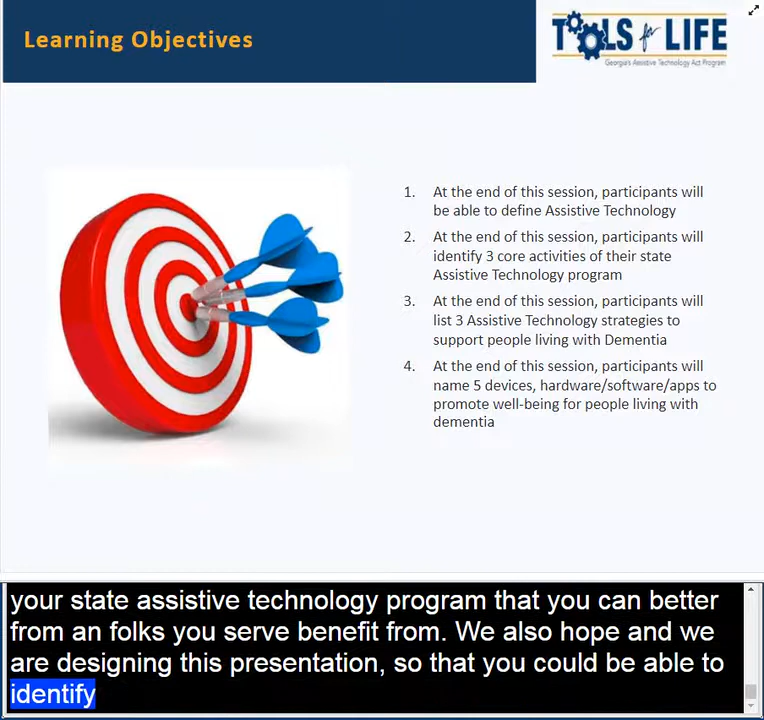 Learning Objectives
TOOLS for LIFE
Georgia's Assistive Technology Act Program
1. At the end of this session, participants will
be able to define Assistive Technology
2. At the end of this session, participants will
identify 3 core activities of their state
Assistive Technology program
3. At the end of this session, participants will
list 3 Assistive Technology strategies to
support people living with Dementia
4. At the end of this session, participants will
name 5 devices, hardware/software/apps to
promote well-being for people living with
dementia
your state assistive technology program that you can better
from an folks you serve benefit from. We also hope and we
are designing this presentation, so that you could be able to
identify